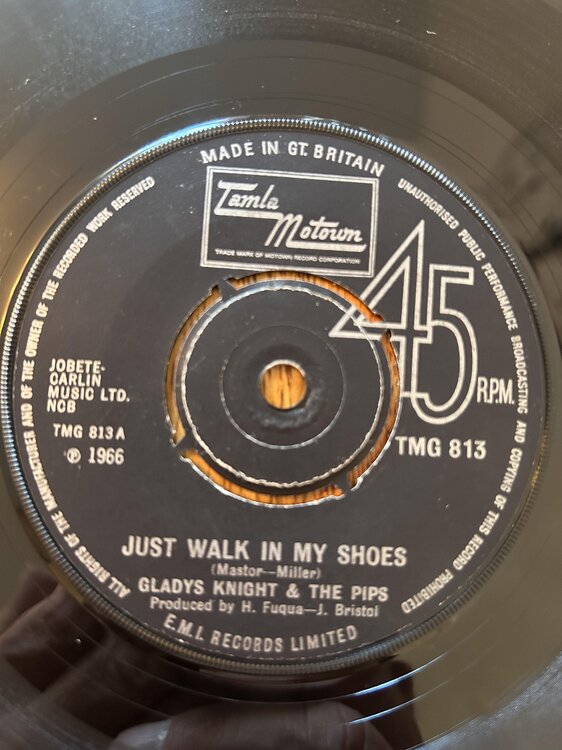 MADE IN GT. BRITAIN
Tamla
Motown
TRADE MARK OF MOTOWN RECORD CORPORATION
45
R.P.M.
JOBETE-
CARLIN
MUSIC LTD.
NCB
TMG 813 A
℗ 1966
TMG 813
JUST WALK IN MY SHOES
(Mastor—Miller)
GLADYS KNIGHT & THE PIPS
Produced by H. Fuqua—J. Bristol
E.M.I. RECORDS LIMITED
ALL RIGHTS OF THE MANUFACTURER AND OF THE OWNER OF THE RECORDED WORK RESERVED
UNAUTHORISED PUBLIC PERFORMANCE BROADCASTING AND COPYING OF THIS RECORD PROHIBITED